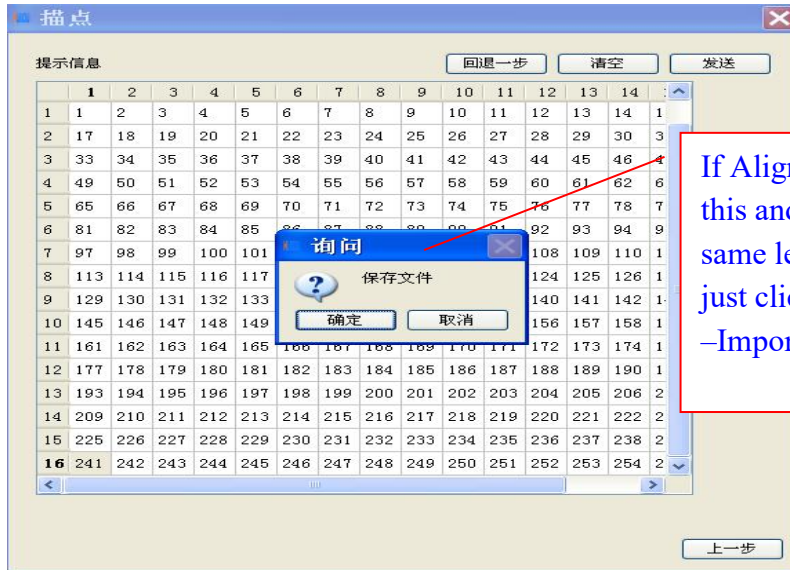 描点
提示信息 回退一步 清空 发送
1 2 3 4 5 6 7 8 9 10 11 12 13 14
1 1 2 3 4 5 6 7 8 9 10 11 12 13 14
2 17 18 19 20 21 22 23 24 25 26 27 28 29 30
3 33 34 35 36 37 38 39 40 41 42 43 44 45 46
4 49 50 51 52 53 54 55 56 57 58 59 60 61 62
5 65 66 67 68 69 70 71 72 73 74 75 76 77 78
6 81 82 83 84 85 92 93 94
7 97 98 99 100 101 108 109 110
8 113 114 115 116 117 124 125 126
9 129 130 131 132 133 140 141 142
10 145 146 147 148 149 156 157 158
11 161 162 163 164 165 172 173 174
12 177 178 179 180 181 182 183 184 185 186 187 188 189 190
13 193 194 195 196 197 198 199 200 201 202 203 204 205 206
14 209 210 211 212 213 214 215 216 217 218 219 220 221 222
15 225 226 227 228 229 230 231 232 233 234 235 236 237 238
16 241 242 243 244 245 246 247 248 249 250 251 252 253 254
询问
保存文件
确定 取消
If
this
same
just
上一步